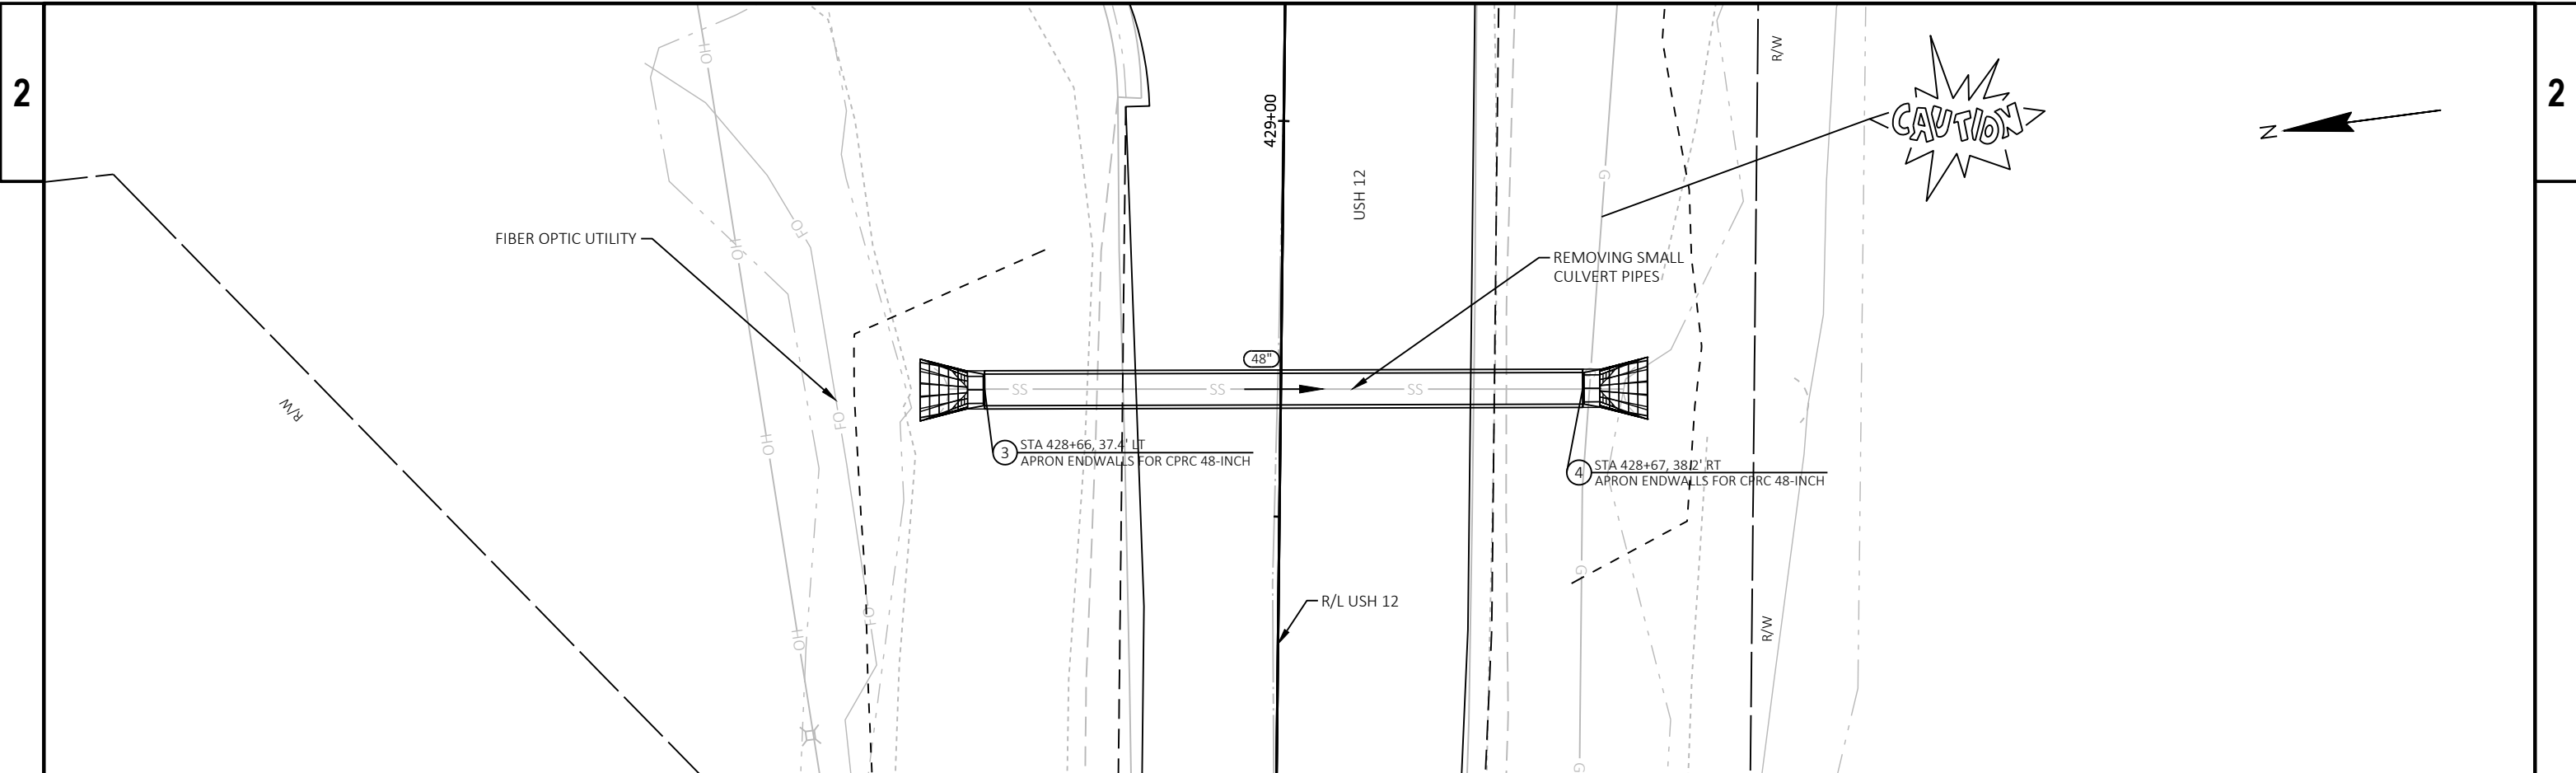 2
2
OH
R/W
CAUTION
N
429+00
USH 12
G
FO
OH
FIBER OPTIC UTILITY
REMOVING SMALL
CULVERT PIPES
48"
SS
SS
SS
R/W
FO
OH
3
STA 428+66, 37.4' LT
APRON ENDWALLS FOR CPRC 48-INCH
4
STA 428+67, 38.2' RT
APRON ENDWALLS FOR CPRC 48-INCH
G
R/L USH 12
FO
OH
R/W
G